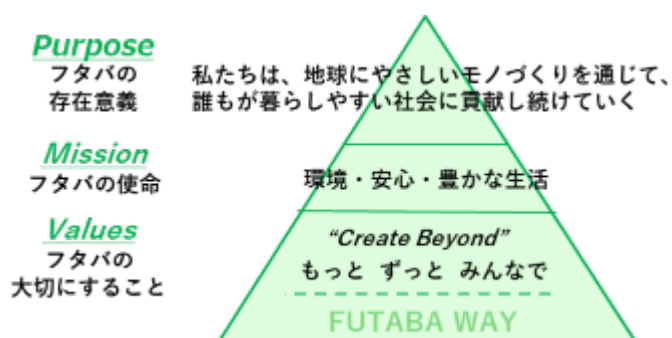 Purpose
フタバの
存在意義
私たちは、地球にやさしいモノづくりを通じて、
誰もが暮らしやすい社会に貢献し続けていく
Mission
フタバの使命
環境・安心・豊かな生活
Values
フタバの
大切にすること
“Create Beyond”
もっと ずっと みんなで
FUTABA WAY